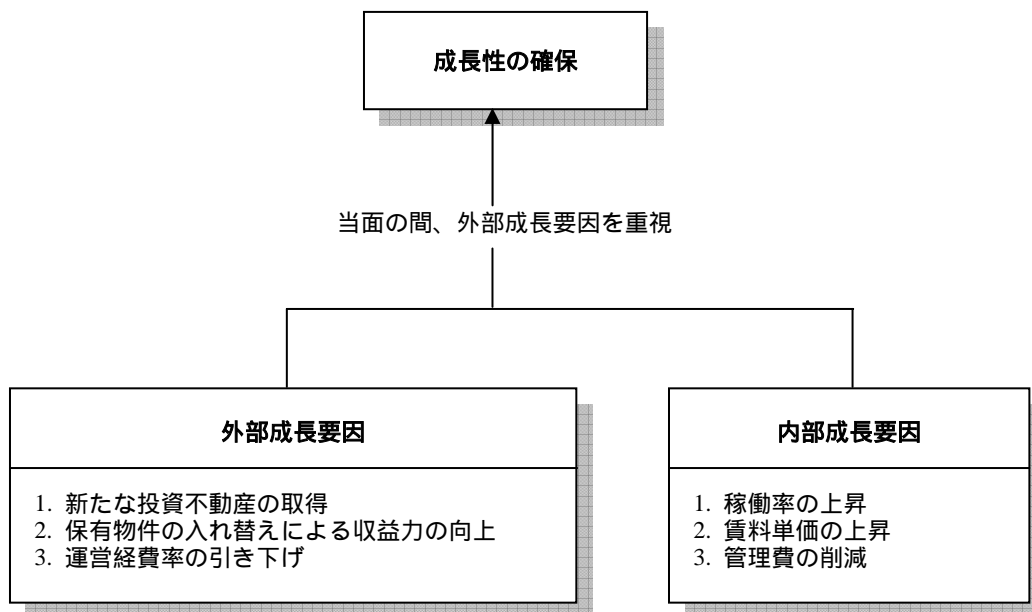 成長性の確保
当面の間、外部成長要因を重視
外部成長要因
1. 新たな投資不動産の取得
2. 保有物件の入れ替えによる収益力の向上
3. 運営経費率の引き下げ
内部成長要因
1. 稼働率の上昇
2. 賃料単価の上昇
3. 管理費の削減